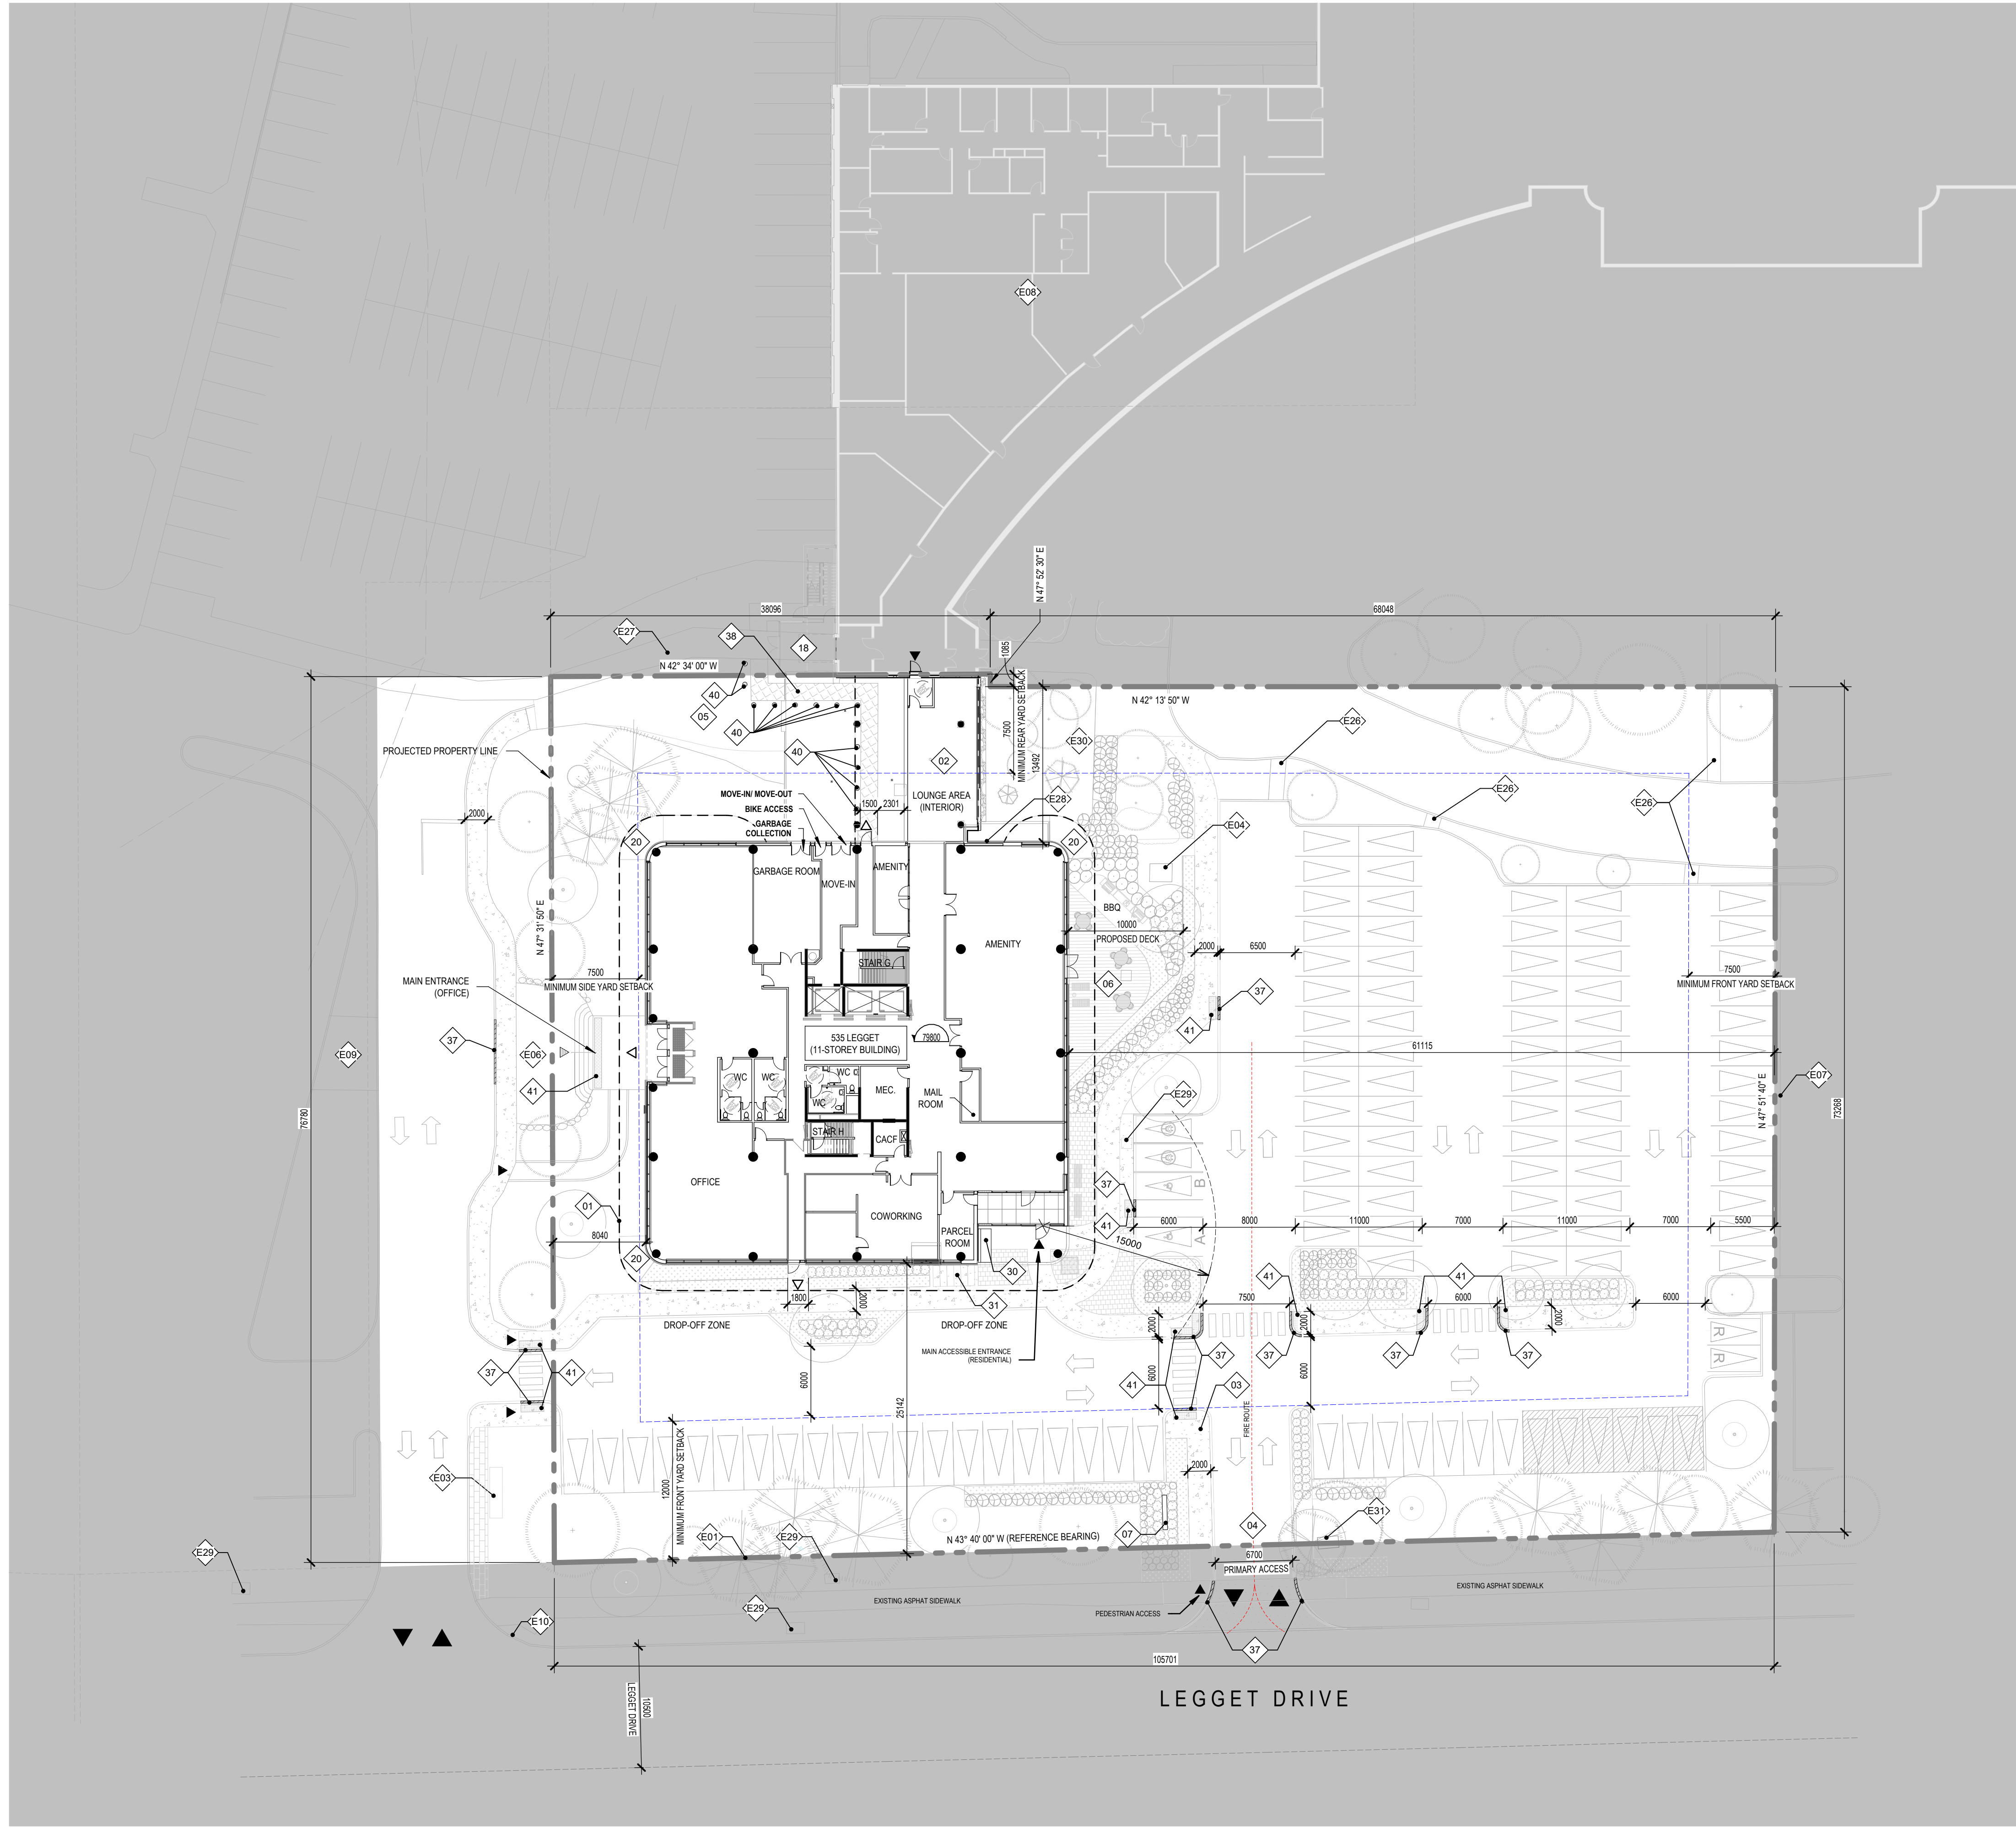 E08
N 47° 52' 30" E
38096
68048
E27
38
18
1085
N 42° 34' 00" W
40
05
40
40
02
7500
MINIMUM REAR YARD SETBACK
13492
E30
N 42° 13' 50" W
E26
E26
E26
PROJECTED PROPERTY LINE
2000
MOVE-IN/ MOVE-OUT
BIKE ACCESS
GARBAGE
COLLECTION
1500
2301
LOUNGE AREA
(INTERIOR)
E28
E04
20
20
GARBAGE ROOM
MOVE-IN
AMENITY
BBQ
10000
PROPOSED DECK
AMENITY
N 47° 31' 50" E
STAIR G
2000
6500
7500
MINIMUM SIDE YARD SETBACK
MAIN ENTRANCE
(OFFICE)
06
37
41
7500
MINIMUM FRONT YARD SETBACK
37
E09
E06
41
535 LEGGET
(11-STOREY BUILDING)
79800
61115
E07
N 47° 51' 40" E
76780
73268
WC
WC
WC
WC
MEC.
MAIL
ROOM
E29
STAIR H
CACF
OFFICE
COWORKING
PARCEL
ROOM
01
8040
20
37
41
B
A
6000
8000
11000
7000
11000
7000
5500
15000
30
31
1800
2000
DROP-OFF ZONE
DROP-OFF ZONE
MAIN ACCESSIBLE ENTRANCE
(RESIDENTIAL)
41
41
7500
6000
6000
2000
2000
2000
R
R
37
41
37
37
37
37
41
03
6000
6000
6000
25142
FIRE ROUTE
E03
12000
MINIMUM FRONT YARD SETBACK
2000
E01
E29
N 43° 40' 00" W (REFERENCE BEARING)
07
04
E31
E29
6700
PRIMARY ACCESS
EXISTING ASPHAT SIDEWALK
EXISTING ASPHAT SIDEWALK
PEDESTRIAN ACCESS
E29
E10
37
105701
10500
LEGGET DRIVE
LEGGET DRIVE